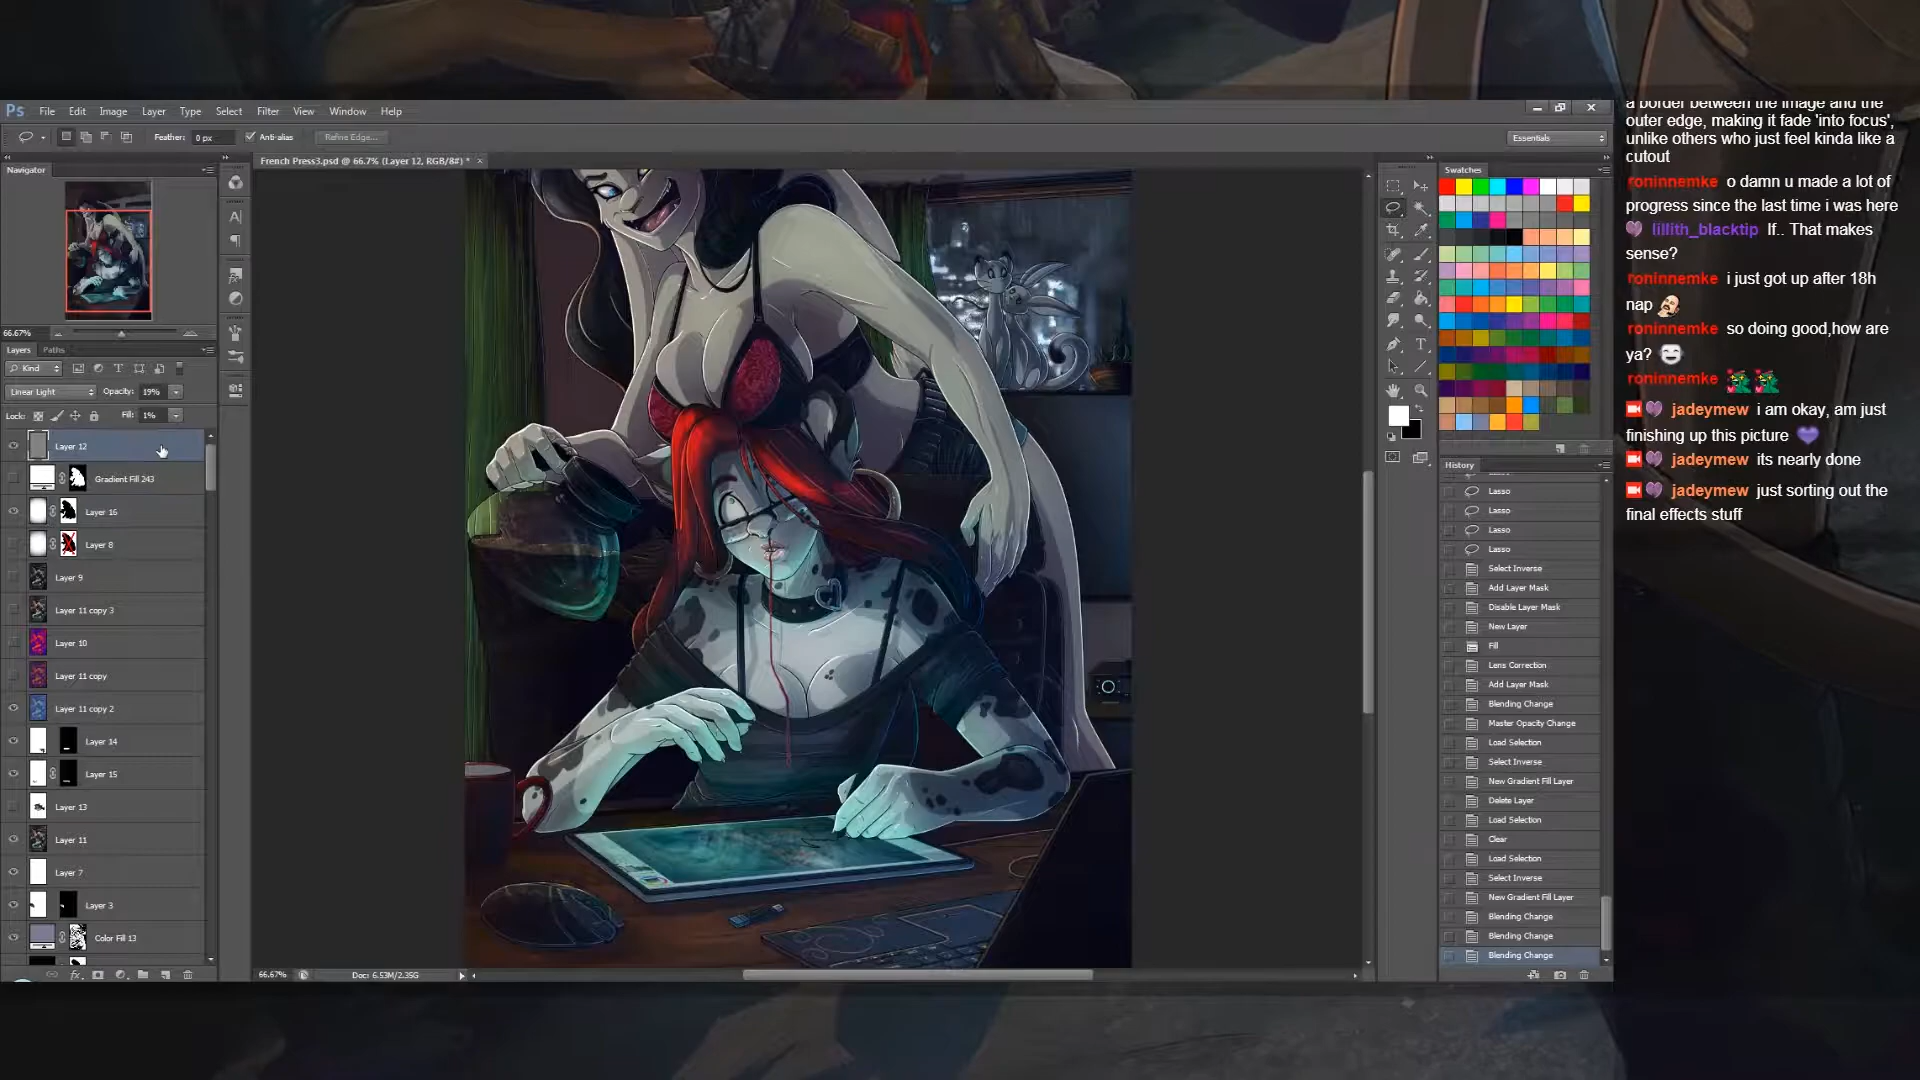 a border between the image and the
Ps File Edit Image Layer Type Select Filter View Window Help
outer edge, making it fade 'into focus',
unlike others who just feel kinda like a
cutout
Feather: 0 px Anti-alias Refine Edge... Essentials
French Press3.psd @ 66.7% (Layer 12, RGB/8#) *
Navigator
66.67%
Layers Paths
Kind
Linear Light Opacity: 19%
Lock: Fill: 1%
Layer 12
Gradient Fill 243
Layer 16
Layer 8
Layer 9
Layer 11 copy 3
Layer 10
Layer 11 copy
Layer 11 copy 2
Layer 14
Layer 15
Layer 13
Layer 11
Layer 7
Layer 3
Color Fill 13
66.67% Doc: 6.53M/2.35G
Swatches
History
Lasso
Lasso
Lasso
Lasso
Select Inverse
Add Layer Mask
Disable Layer Mask
New Layer
Fill
Lens Correction
Add Layer Mask
Blending Change
Master Opacity Change
Load Selection
Select Inverse
New Gradient Fill Layer
Delete Layer
Load Selection
Clear
Load Selection
Select Inverse
New Gradient Fill Layer
Blending Change
Blending Change
Blending Change
roninnemke o damn u made a lot of
progress since the last time i was here
lillith_blacktip If.. That makes
sense?
roninnemke i just got up after 18h
nap
roninnemke so doing good,how are
ya?
roninnemke
jadeymew i am okay, am just
finishing up this picture
jadeymew its nearly done
jadeymew just sorting out the
final effects stuff